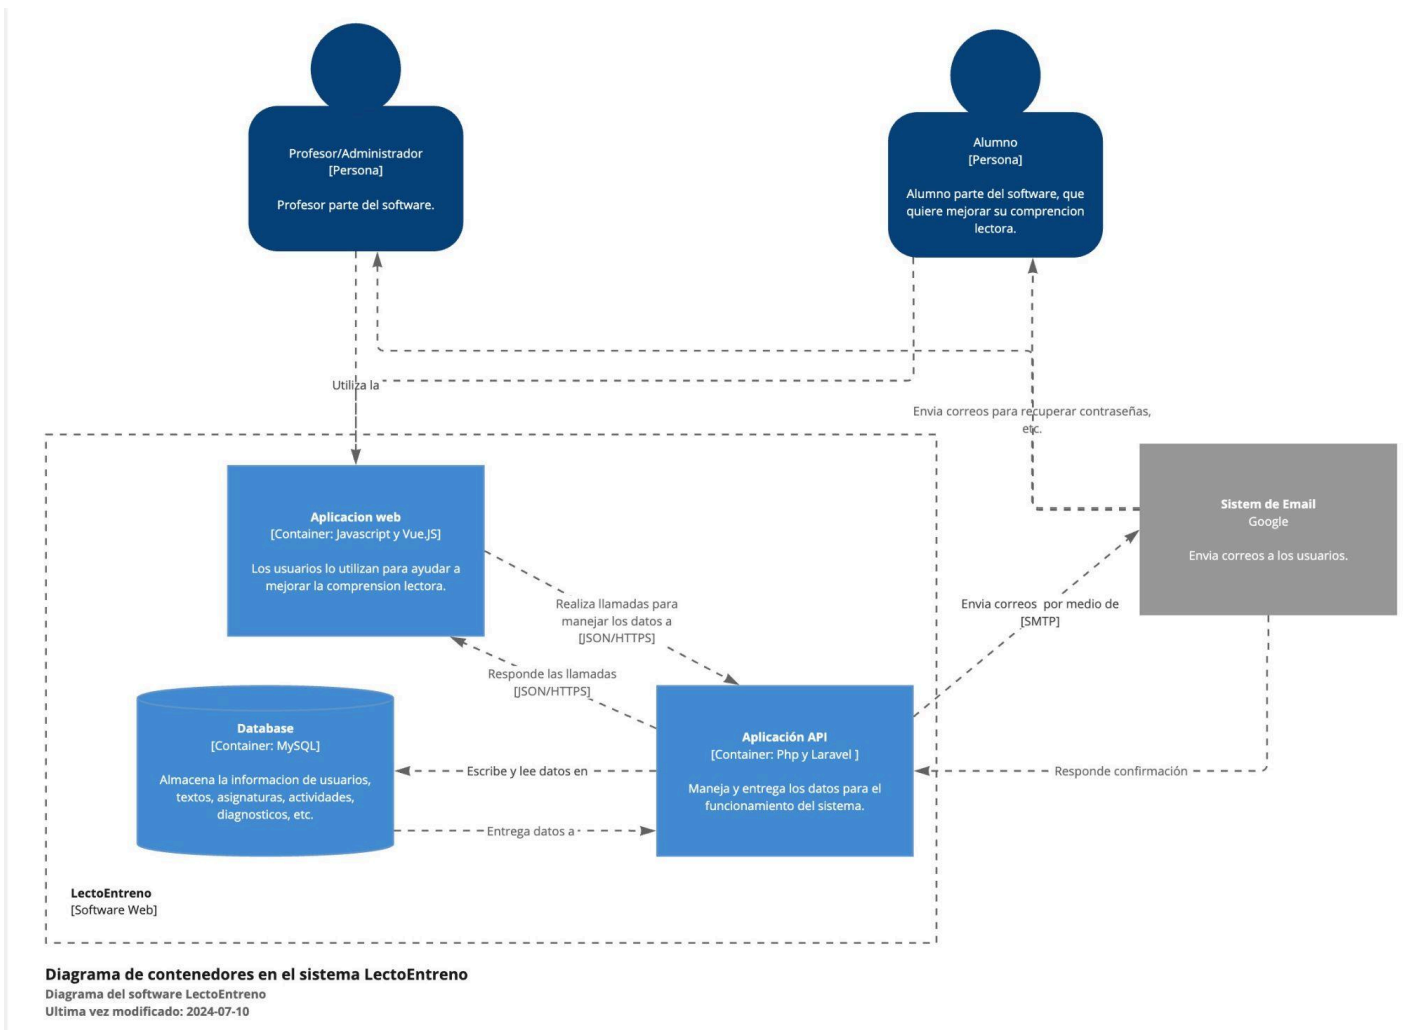 Profesor/Administrador
[Persona]
Profesor parte del software.
Alumno
[Persona]
Alumno parte del software, que
quiere mejorar su comprencion
lectora.
Utiliza la
Envia correos para recuperar contraseñas,
etc.
Aplicacion web
[Container: Javascript y Vue.JS]
Los usuarios lo utilizan para ayudar a
mejorar la comprension lectora.
Sistem de Email
Google
Envia correos a los usuarios.
Realiza llamadas para
manejar los datos a
[JSON/HTTPS]
Envia correos por medio de
[SMTP]
Responde las llamadas
[JSON/HTTPS]
Database
[Container: MySQL]
Almacena la informacion de usuarios,
textos, asignaturas, actividades,
diagnosticos, etc.
Escribe y lee datos en
Entrega datos a
Aplicación API
[Container: Php y Laravel ]
Maneja y entrega los datos para el
funcionamiento del sistema.
Responde confirmación
LectoEntreno
[Software Web]
Diagrama de contenedores en el sistema LectoEntreno
Diagrama del software LectoEntreno
Ultima vez modificado: 2024-07-10